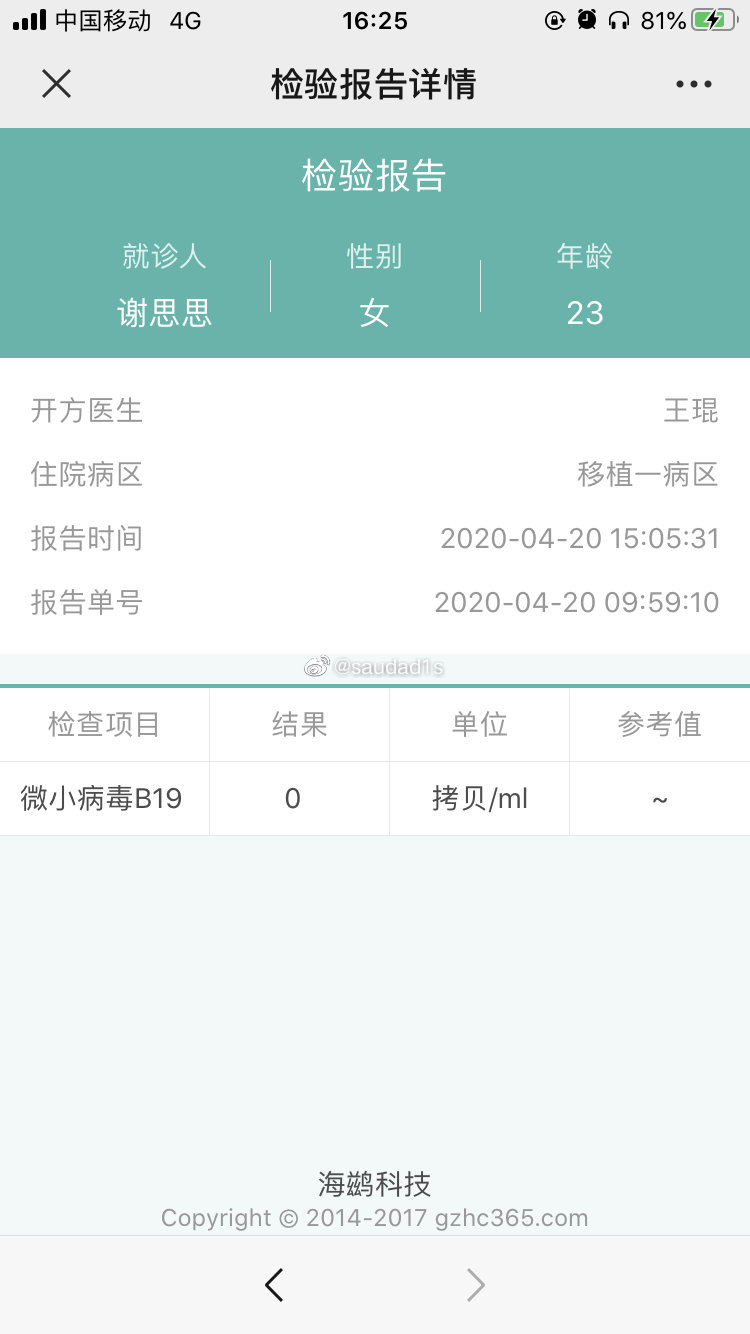 中国移动 4G 16:25 81%
检验报告详情
检验报告
就诊人 性别 年龄
谢思思 女 23
开方医生 王琨
住院病区 移植一病区
报告时间 2020-04-20 15:05:31
报告单号 2020-04-20 09:59:10
@saudad1s
检查项目 结果 单位 参考值
微小病毒B19 0 拷贝/ml ~
海鹚科技
Copyright © 2014-2017 gzhc365.com